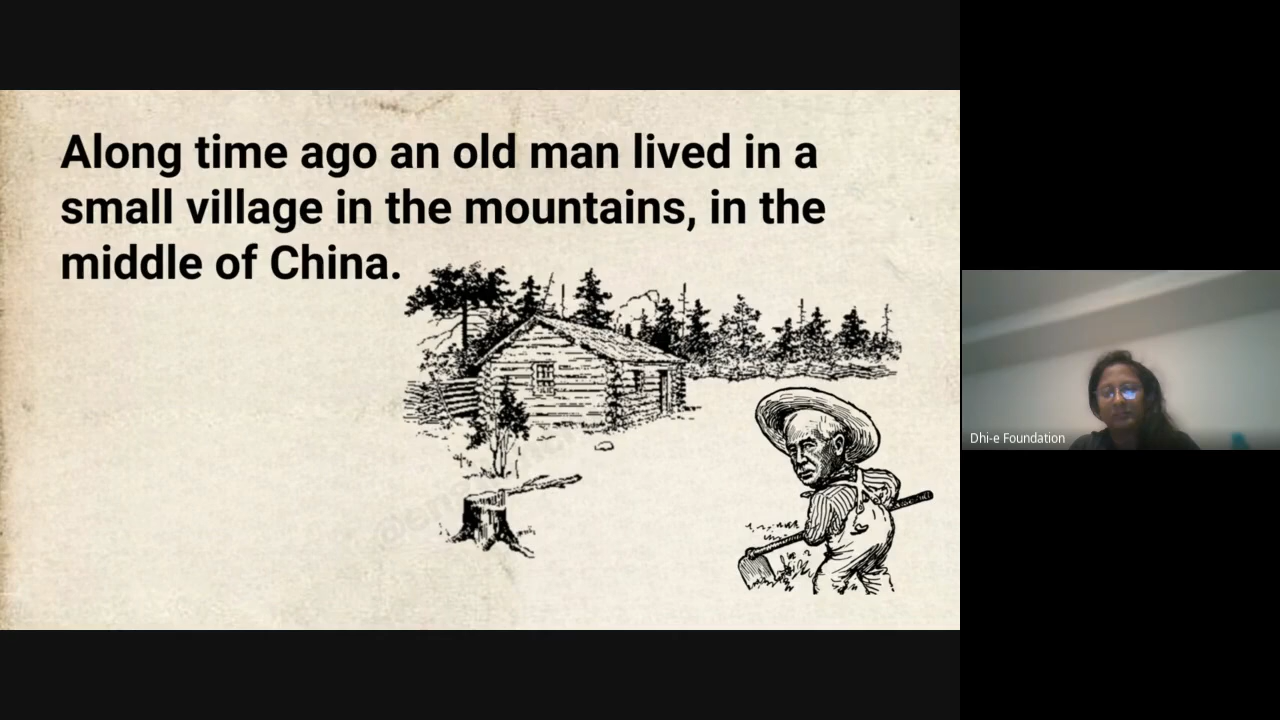 Along time ago an old man lived in a
small village in the mountains, in the
middle of China.
Dhi-e Foundation